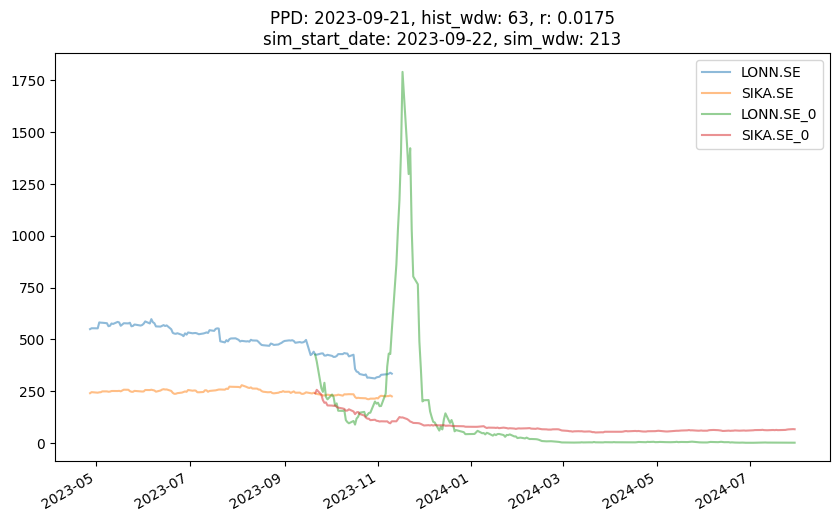 PPD: 2023-09-21, hist_wdw: 63, r: 0.0175
sim_start_date: 2023-09-22, sim_wdw: 213
LONN.SE
SIKA.SE
LONN.SE_0
SIKA.SE_0
1750
1500
1250
1000
750
500
250
0
2023-05
2023-07
2023-09
2023-11
2024-01
2024-03
2024-05
2024-07